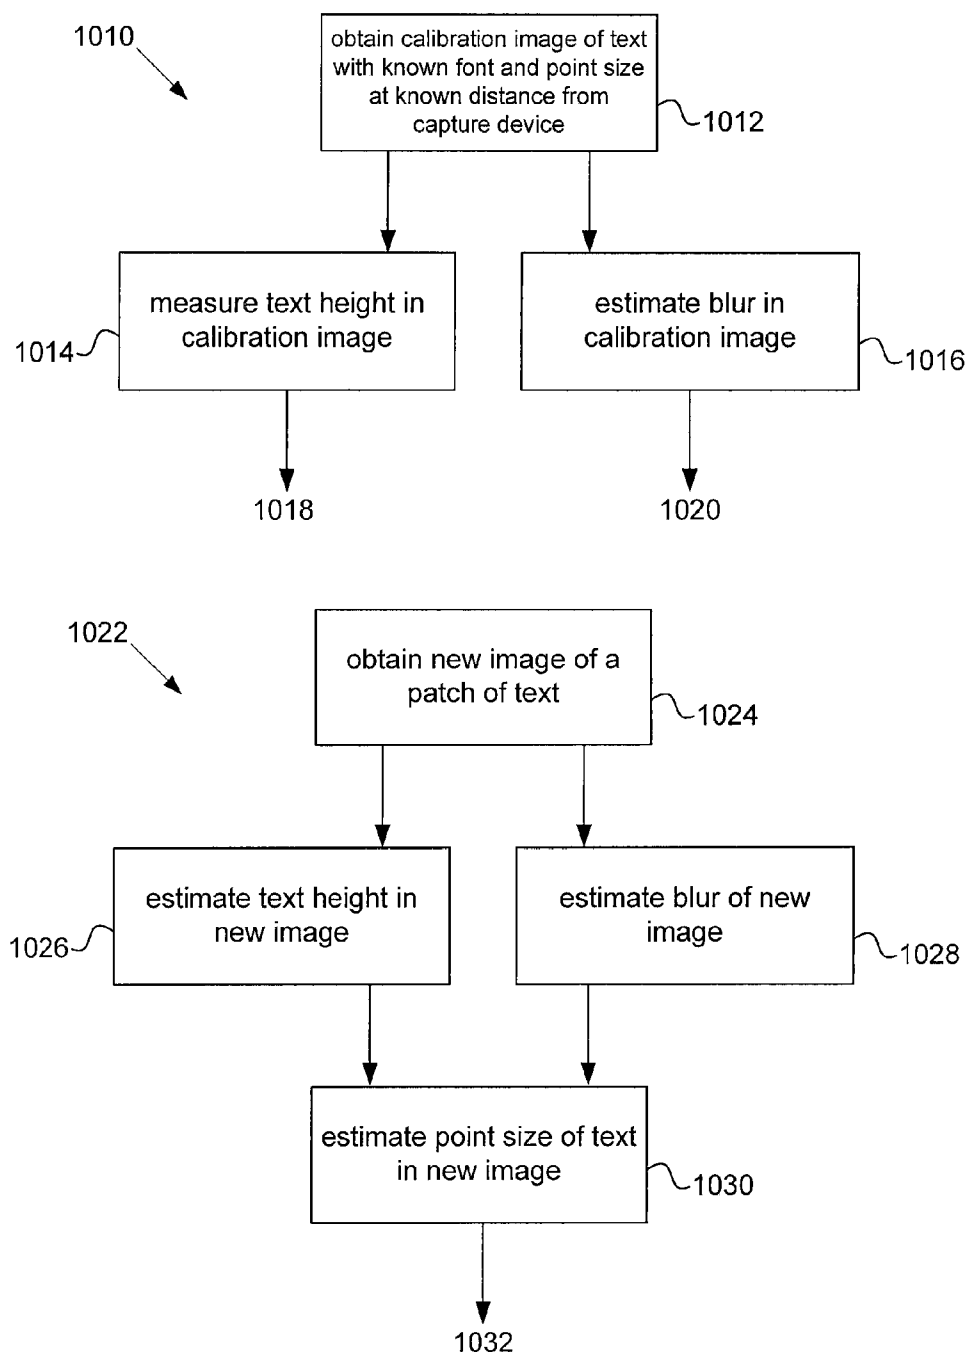 1010
obtain calibration image of text
with known font and point size
at known distance from
capture device
1012
measure text height in
calibration image
1014
estimate blur in
calibration image
1016
1018
1020
1022
obtain new image of a
patch of text
1024
estimate text height in
new image
1026
estimate blur of new
image
1028
estimate point size of text
in new image
1030
1032